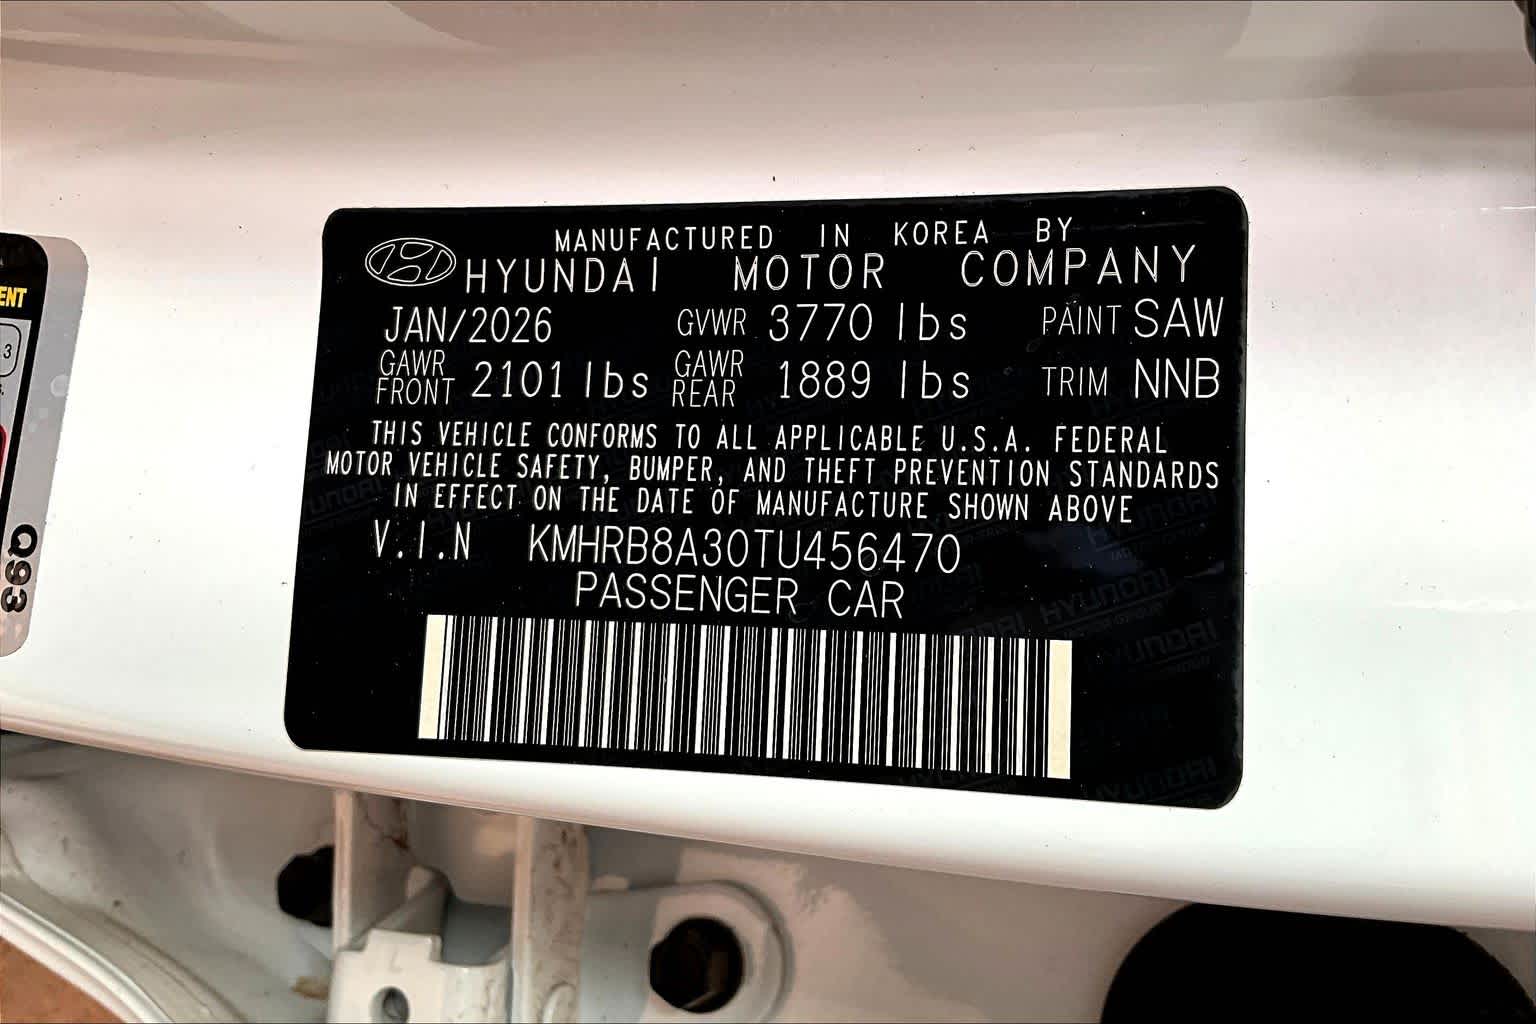 MANUFACTURED IN KOREA BY
HYUNDAI MOTOR COMPANY
JAN/2026 GVWR 3770 lbs PAINT SAW
GAWR FRONT 2101 lbs GAWR REAR 1889 lbs TRIM NNB
THIS VEHICLE CONFORMS TO ALL APPLICABLE U.S.A. FEDERAL
MOTOR VEHICLE SAFETY, BUMPER, AND THEFT PREVENTION STANDARDS
IN EFFECT ON THE DATE OF MANUFACTURE SHOWN ABOVE
V.I.N KMHRB8A30TU456470
PASSENGER CAR
3
Q93